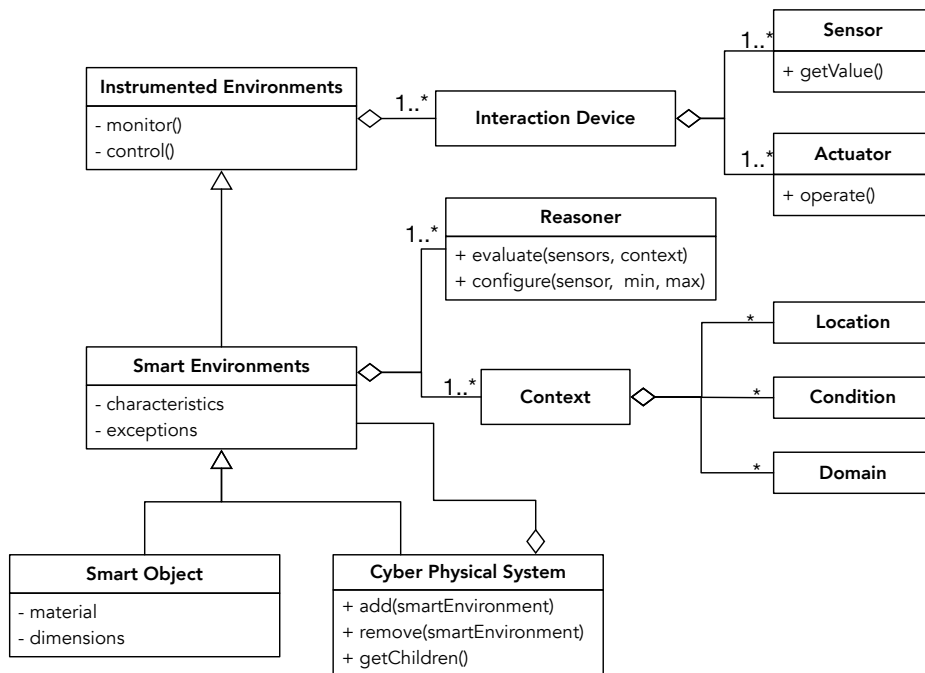 Sensor
1..*
+ getValue()
Instrumented Environments
- monitor()
- control()
1..*
Interaction Device
1..*
Actuator
+ operate()
Reasoner
1..*
+ evaluate(sensors, context)
+ configure(sensor, min, max)
* Location
Smart Environments
- characteristics
- exceptions
1..*
Context
* Condition
* Domain
Smart Object
- material
- dimensions
Cyber Physical System
+ add(smartEnvironment)
+ remove(smartEnvironment)
+ getChildren()